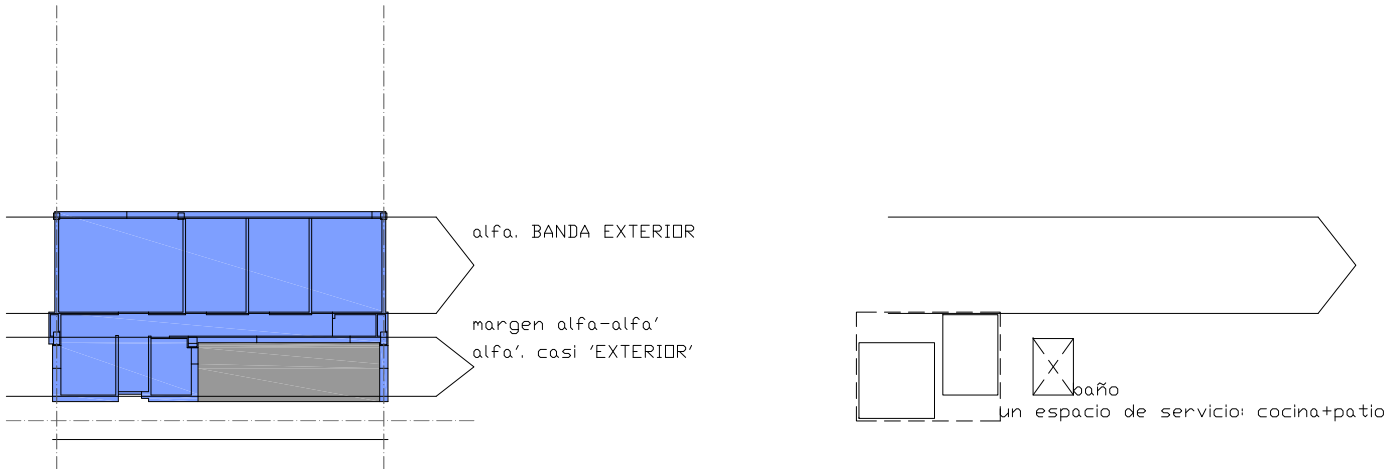 alfa. BANDA EXTERIOR
margen alfa-alfa'
alfa'. casi 'EXTERIOR'
X
baño
un espacio de servicio: cocina+patio